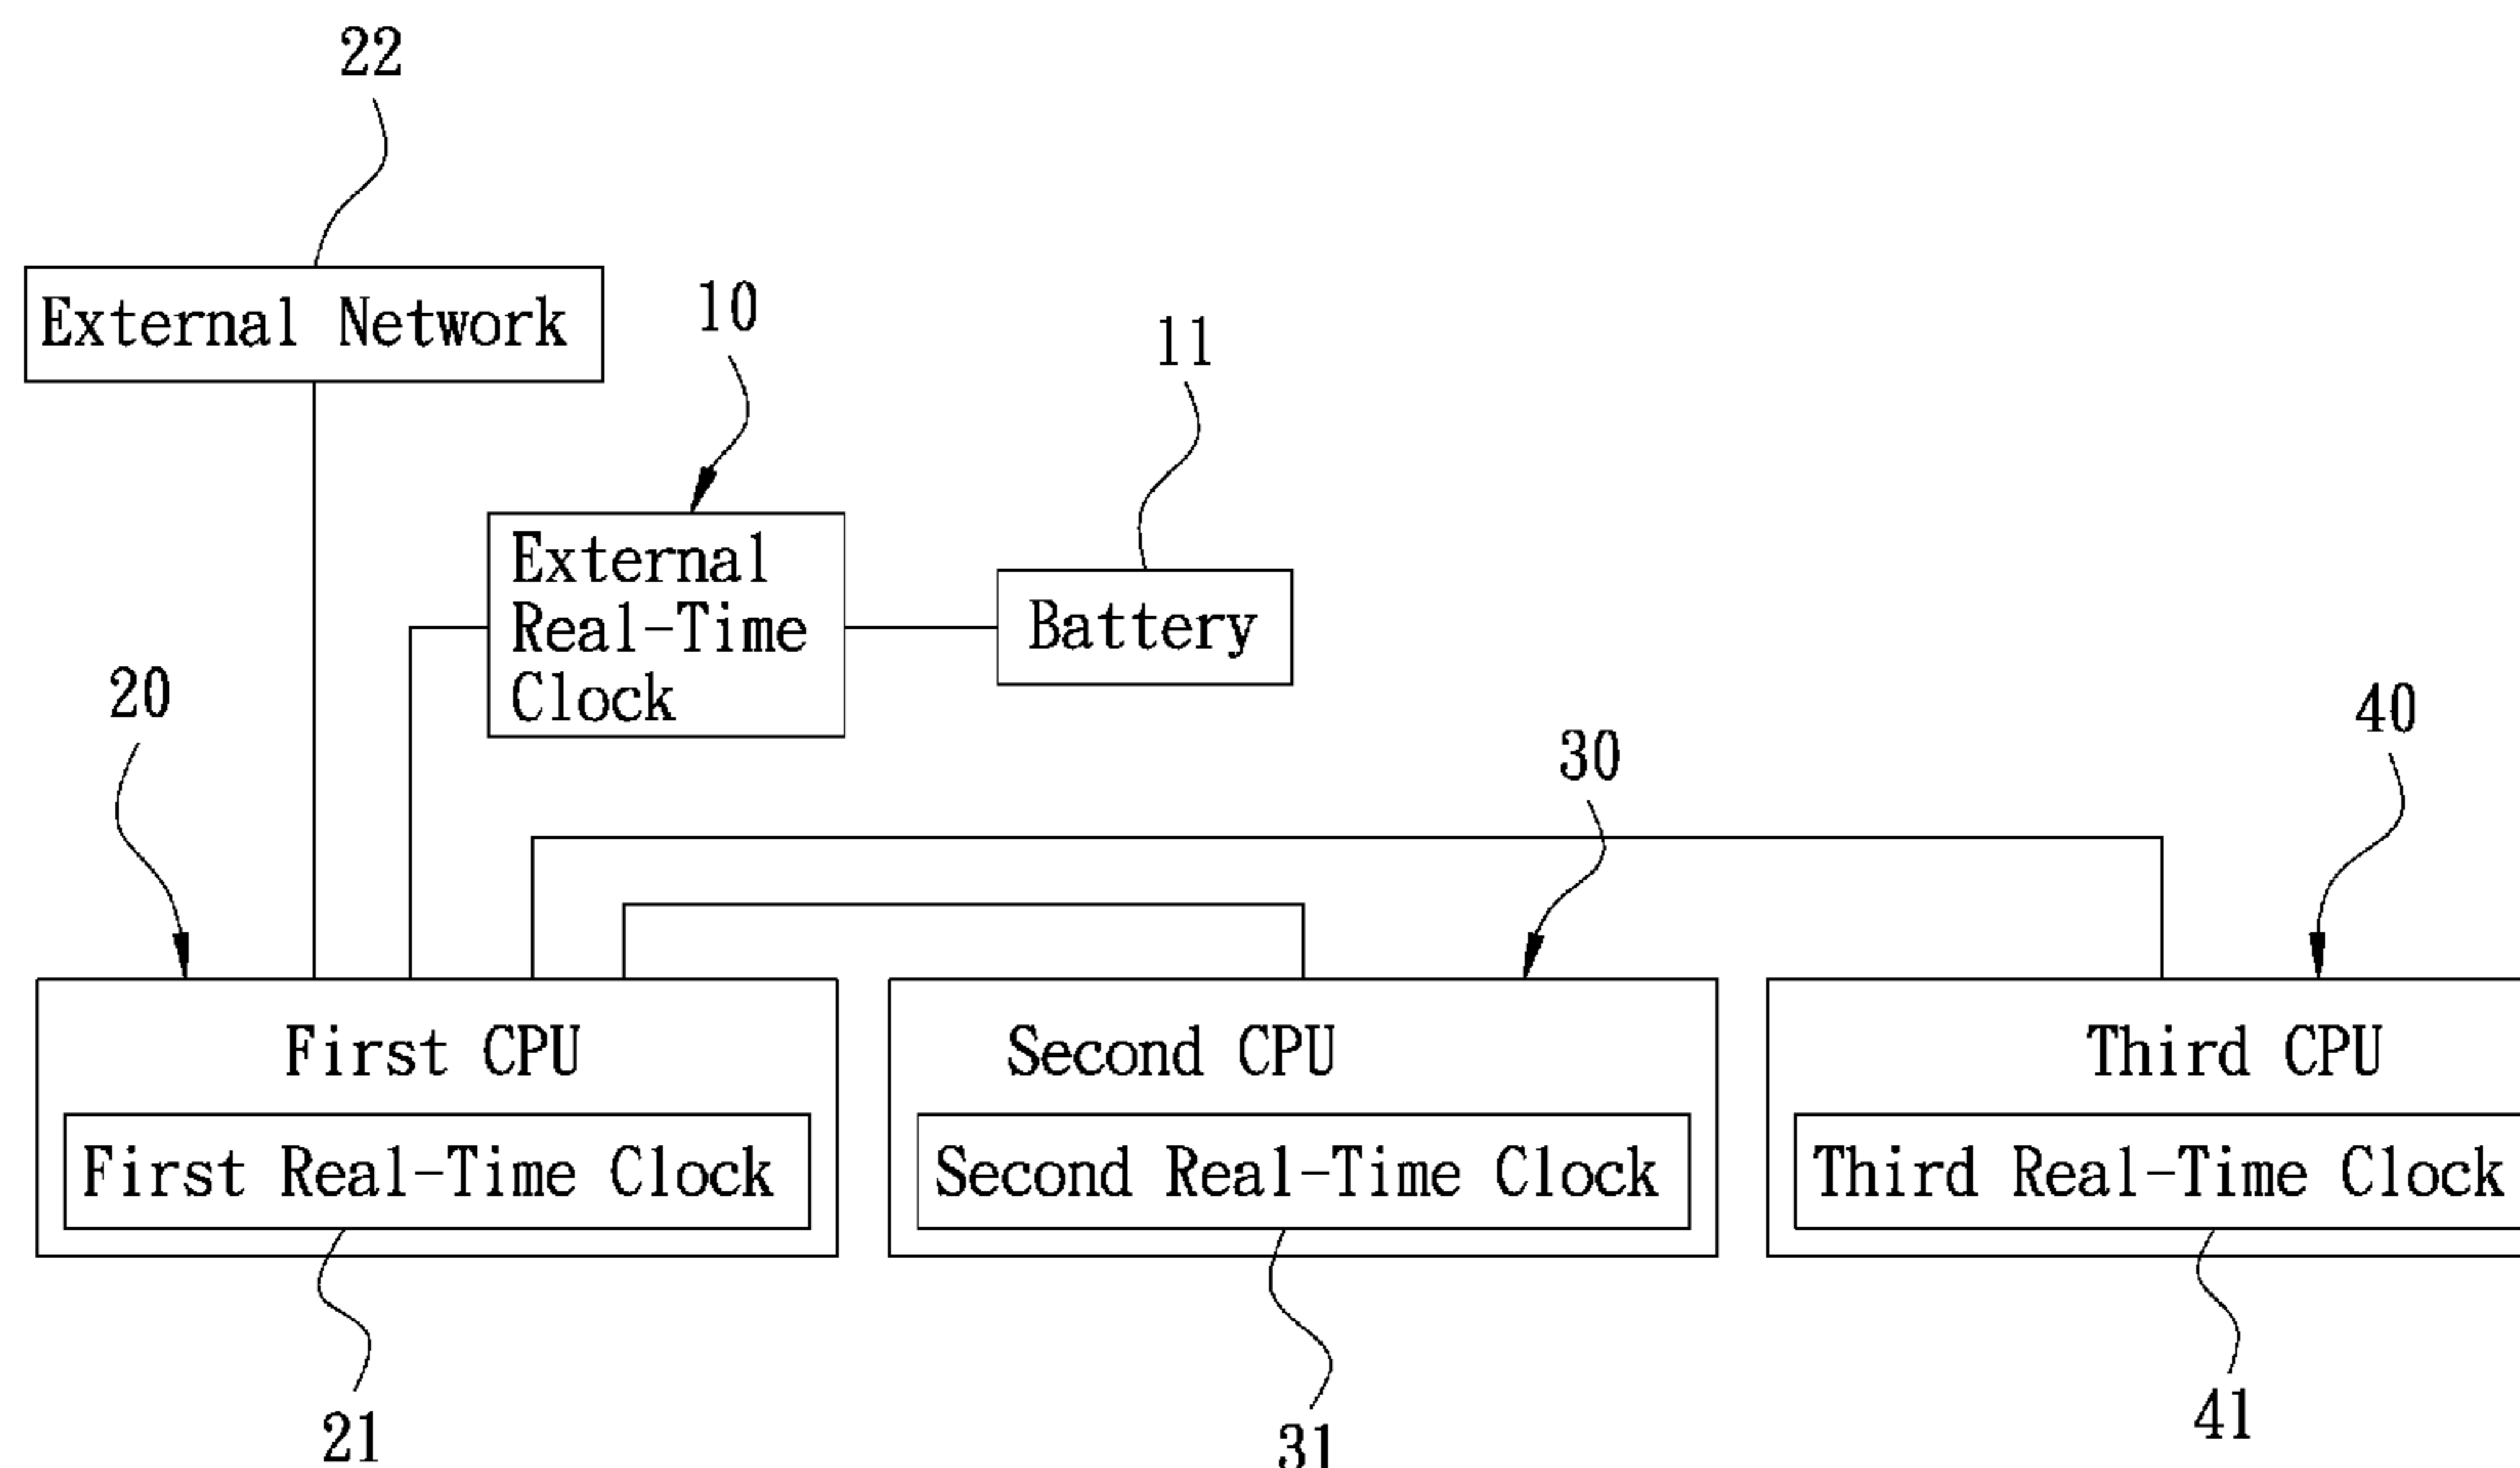 22
External Network
10
11
External
Real-Time
Clock
Battery
20
30
40
First CPU
Second CPU
Third CPU
First Real-Time Clock
Second Real-Time Clock
Third Real-Time Clock
21
31
41